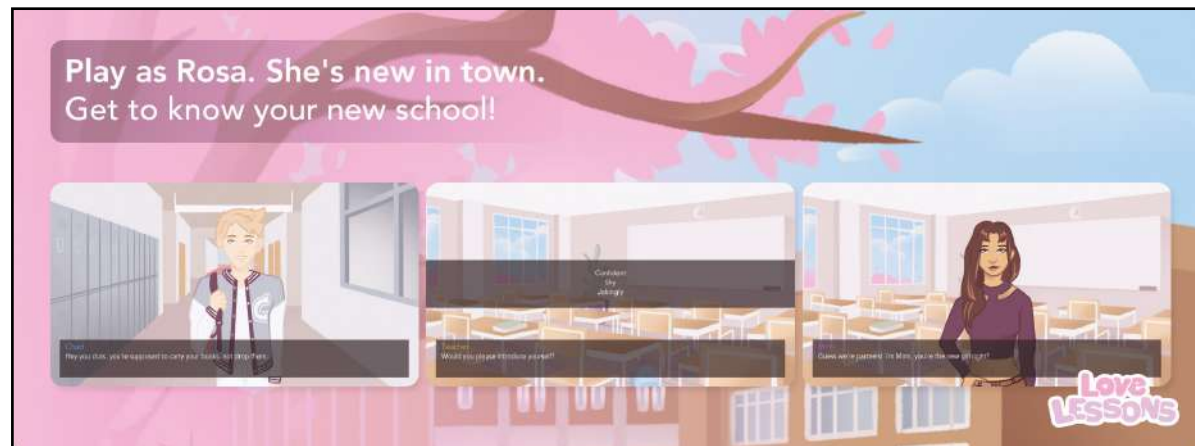 Play as Rosa. She's new in town.
Get to know your new school!
Chad
Hey you klutz, you're supposed to carry your books, not drop them.
Confident
Shy
Jokingly
Teacher
Would you please introduce yourself?
Guess we're partners! I'm Mimi, you're the new girl right?
Love
LESSONS